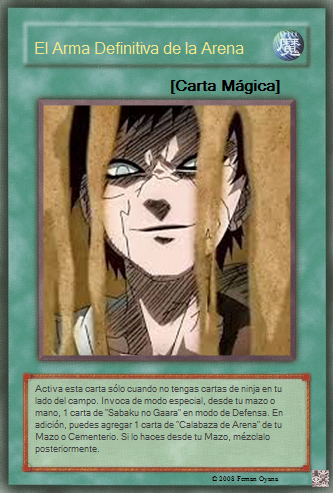 El Arma Definitiva de la Arena
魔
[Carta Mágica]
Activa esta carta sólo cuando no tengas cartas de ninja en tu
lado del campo. Invoca de modo especial, desde tu mazo o
mano, 1 carta de "Sabaku no Gaara" en modo de Defensa. En
adición, puedes agregar 1 carta de "Calabaza de Arena" de tu
Mazo o Cementerio. Si lo haces desde tu Mazo, mézclalo
posteriormente.
© 2008 Fernan Oyana